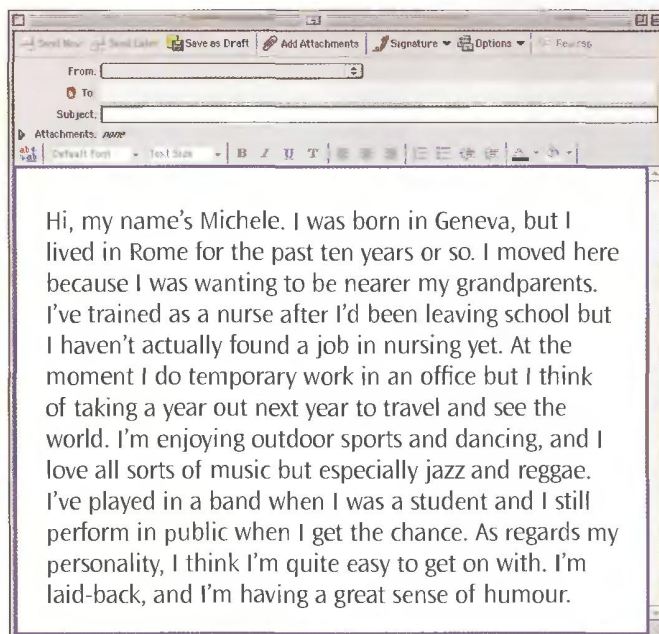 Send Now Send Later Save as Draft Add Attachments Signature Options Rewrap
From:
To
Subject:
Attachments: none
Default Font Text Size B I U T
Hi, my name's Michele. I was born in Geneva, but I
lived in Rome for the past ten years or so. I moved here
because I was wanting to be nearer my grandparents.
I've trained as a nurse after I'd been leaving school but
I haven't actually found a job in nursing yet. At the
moment I do temporary work in an office but I think
of taking a year out next year to travel and see the
world. I'm enjoying outdoor sports and dancing, and I
love all sorts of music but especially jazz and reggae.
I've played in a band when I was a student and I still
perform in public when I get the chance. As regards my
personality, I think I'm quite easy to get on with. I'm
laid-back, and I'm having a great sense of humour.